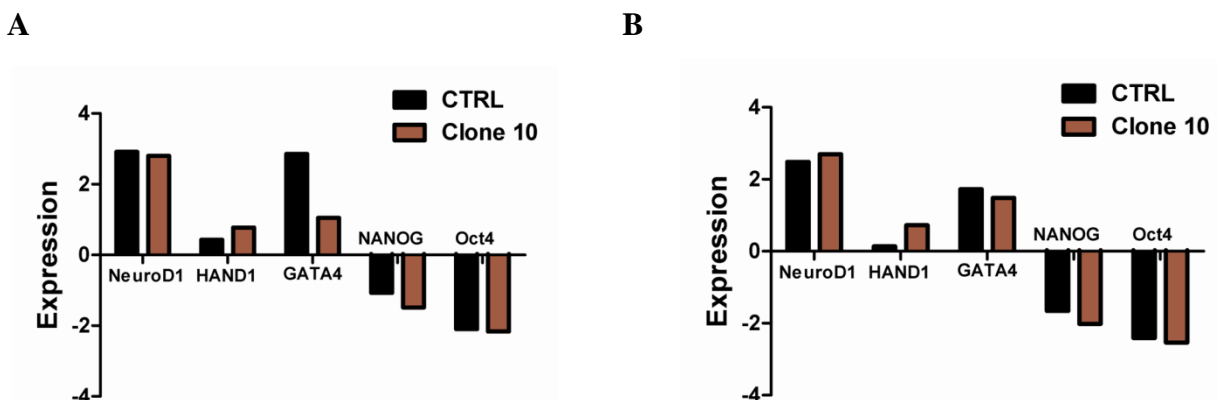 A
CTRL
Clone 10
Expression
4
2
0
-2
-4
NeuroD1
HAND1
GATA4
NANOG
Oct4
B
CTRL
Clone 10
Expression
4
2
0
-2
-4
NeuroD1
HAND1
GATA4
NANOG
Oct4